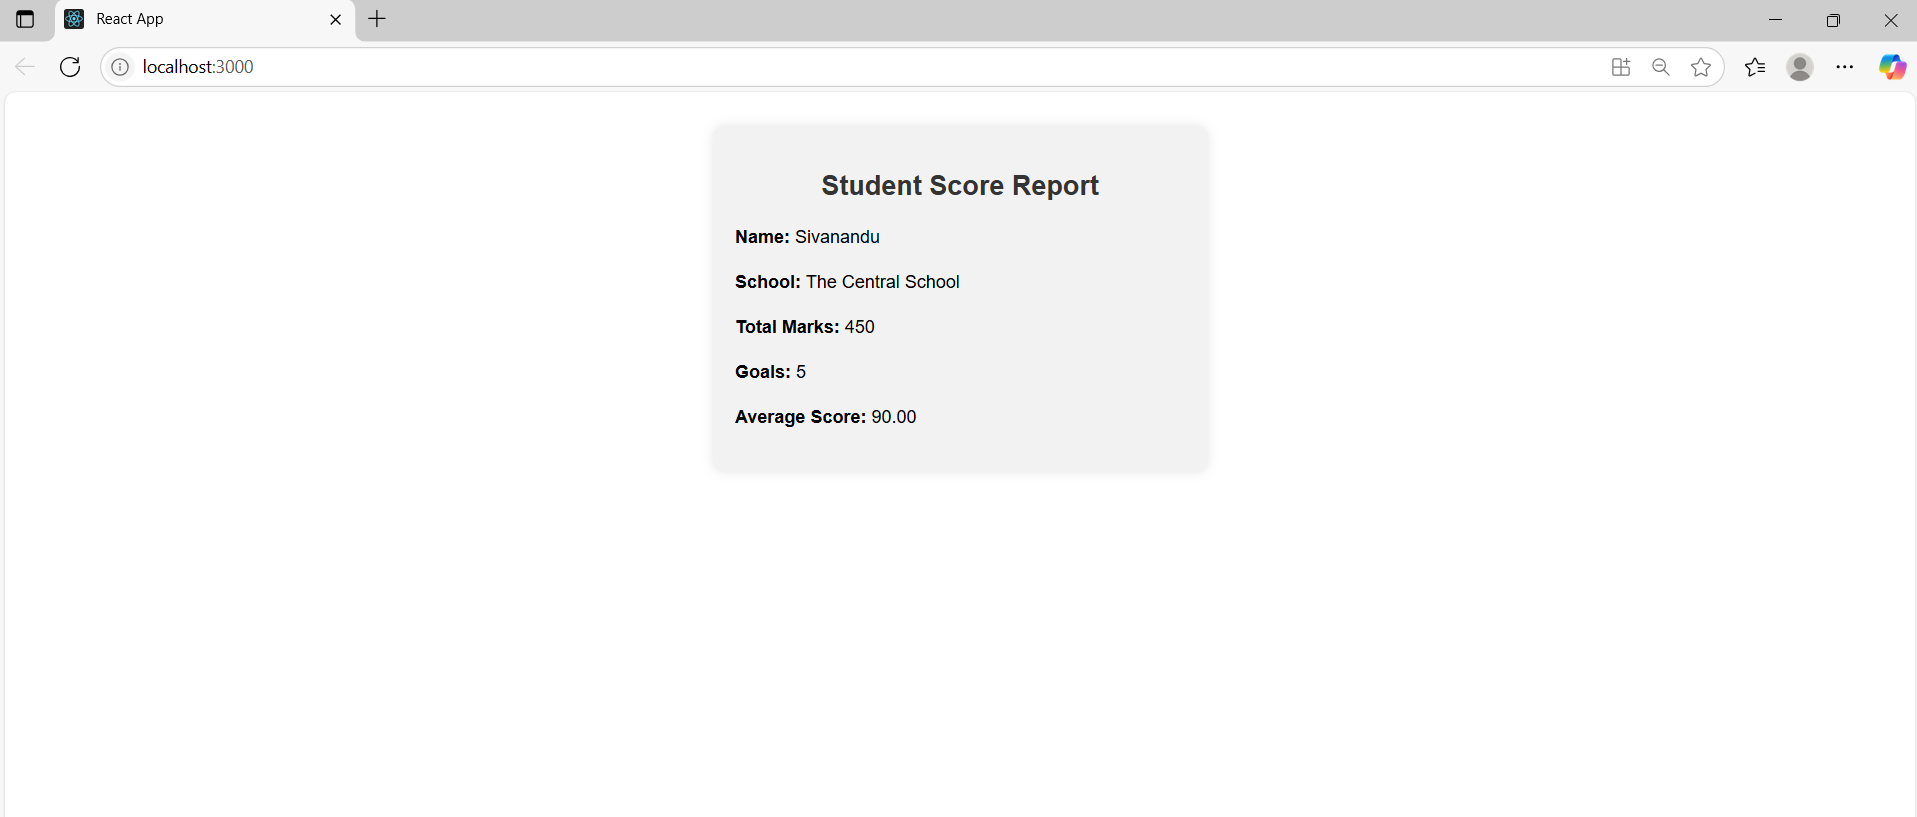 React App
localhost:3000
Student Score Report
Name: Sivanandu
School: The Central School
Total Marks: 450
Goals: 5
Average Score: 90.00